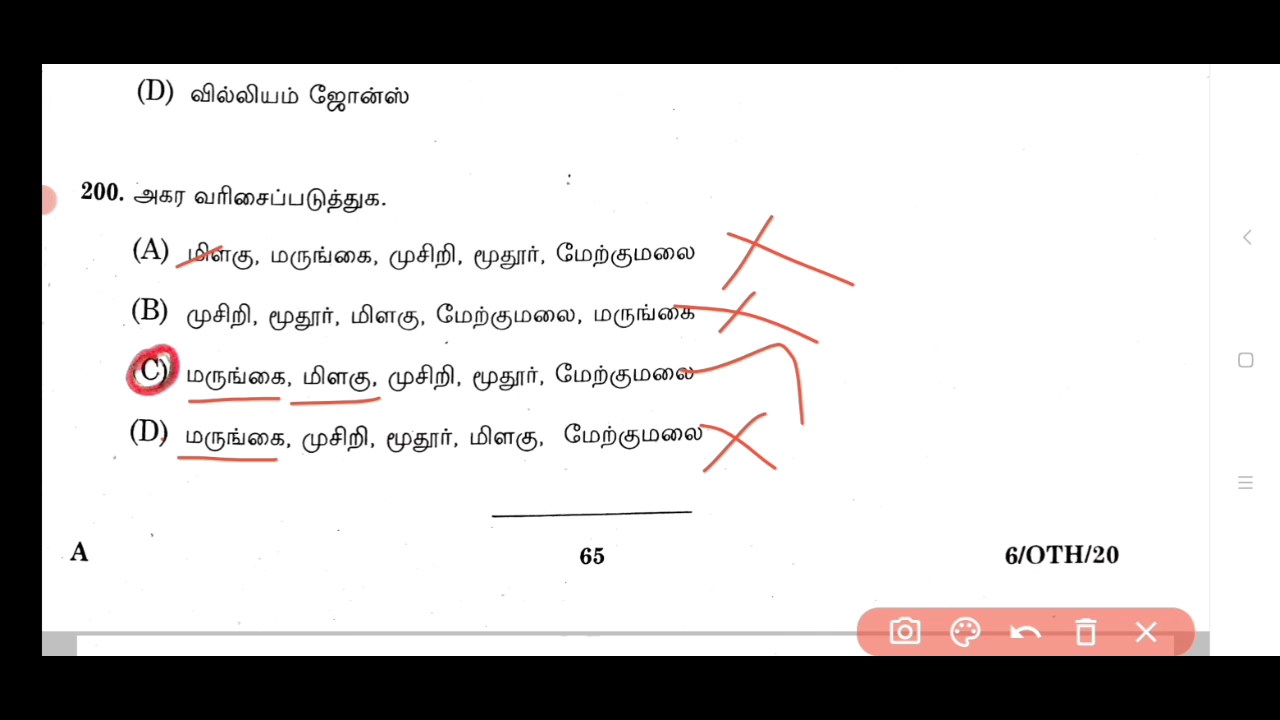 (D) வில்லியம் ஜோன்ஸ்
200. அகர வரிசைப்படுத்துக.
(A) மிளகு, மருங்கை, முசிறி, மூதூர், மேற்குமலை
(B) முசிறி, மூதூர், மிளகு, மேற்குமலை, மருங்கை
(C) மருங்கை, மிளகு, முசிறி, மூதூர், மேற்குமலை
(D) மருங்கை, முசிறி, மூதூர், மிளகு, மேற்குமலை
A 65 6/OTH/20